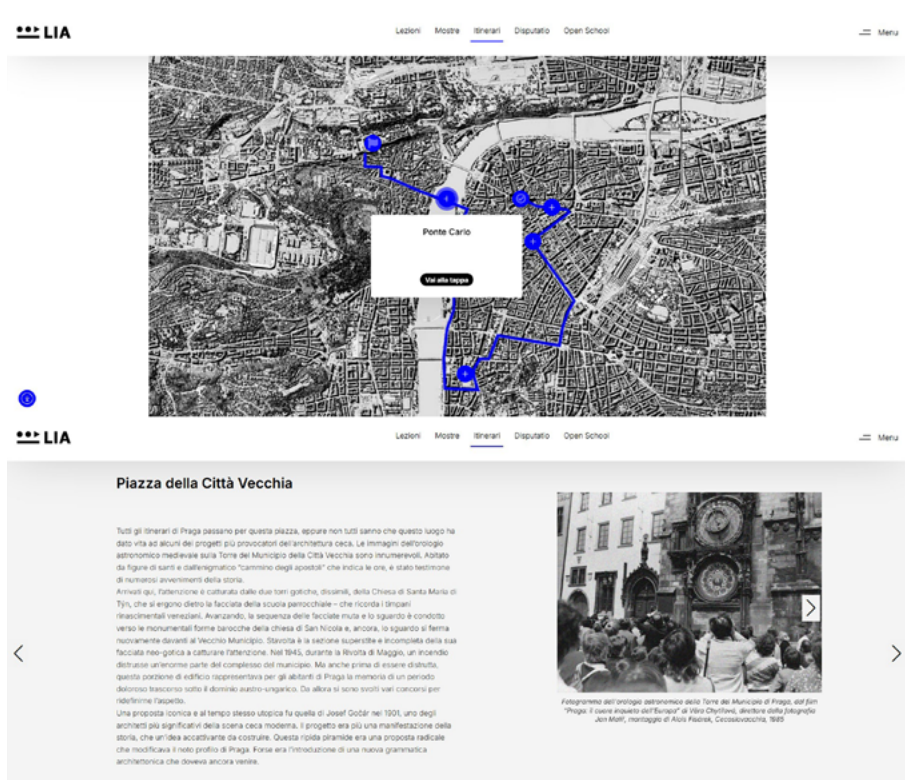 LIA
Lezioni Mostre Itinerari Disputatio Open School
Menu
Ponte Carlo
Vai alla tappa
LIA
Lezioni Mostre Itinerari Disputatio Open School
Menu
Piazza della Città Vecchia
Tutti gli itinerari di Praga passano per questa piazza, eppure non tutti sanno che questo luogo ha
dato vita ad alcuni dei progetti più provocatori dell'architettura ceca. Le immagini dell'orologio
astronomico medievale sulla Torre del Municipio della Città Vecchia sono innumerevoli. Abitato
da figure di santi e dall'enigmatico "cammino degli apostoli" che indica le ore, è stato testimone
di numerosi avvenimenti della storia.
Arrivati qui, l'attenzione è catturata dalle due torri gotiche, dissimili, della Chiesa di Santa Maria di
Týn, che si ergono dietro la facciata della scuola parrocchiale – che ricorda i timpani
rinascimentali veneziani. Avanzando, la sequenza delle facciate muta e lo sguardo è condotto
verso le monumentali forme barocche della chiesa di San Nicola e, ancora, lo sguardo si ferma
nuovamente davanti al Vecchio Municipio. Stavolta è la sezione superstite e incompleta della sua
facciata neo-gotica a catturare l'attenzione. Nel 1945, durante la Rivolta di Maggio, un incendio
distrusse un'enorme parte del complesso del municipio. Ma anche prima di essere distrutta,
questa porzione di edificio rappresentava per gli abitanti di Praga la memoria di un periodo
doloroso trascorso sotto il dominio austro-ungarico. Da allora si sono svolti vari concorsi per
ridefinirne l'aspetto.
Una proposta iconica e al tempo stesso utopica fu quella di Josef Gočár nel 1901, uno degli
architetti più significativi della scena ceca moderna. Il progetto era più una manifestazione della
storia, che un'idea accattivante da costruire. Questa ripida piramide era una proposta radicale
che modificava il noto profilo di Praga. Forse era l'introduzione di una nuova grammatica
architettonica che doveva ancora venire.
Fotogramma dell'orologio astronomico della Torre del Municipio di Praga, dal film
"Praga: il cuore inquieto dell'Europa" di Věra Chytilová, direttore della fotografia
Jan Malíř, montaggio di Alois Fišárek, Cecoslovacchia, 1985